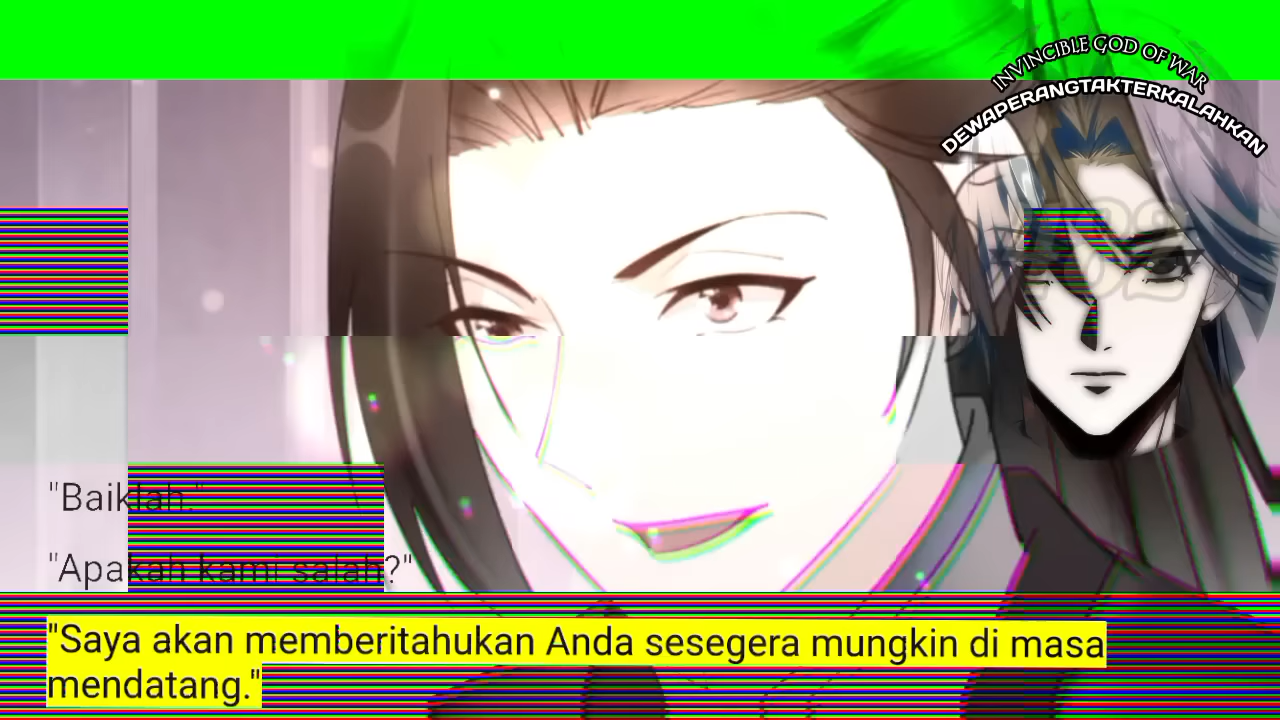 INVINCIBLE GOD OF WAR
DEWAPERANGTAKTERKALAHKAN
"Baiklah."
"Apakah kami salah?"
"Saya akan memberitahukan Anda sesegera mungkin di masa
mendatang."